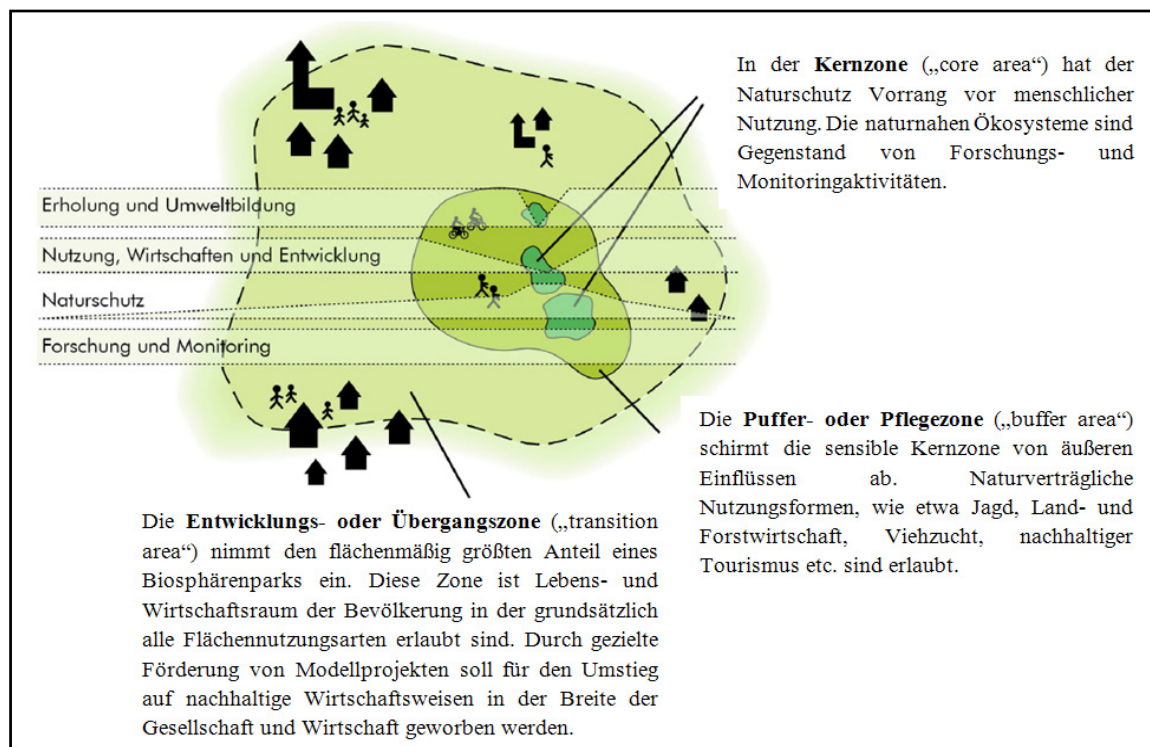 In der Kernzone („core area“) hat der
Naturschutz Vorrang vor menschlicher
Nutzung. Die naturnahen Ökosysteme sind
Gegenstand von Forschungs- und
Monitoringaktivitäten.
Erholung und Umweltbildung
Nutzung, Wirtschaften und Entwicklung
Naturschutz
Forschung und Monitoring
Die Puffer- oder Pflegezone („buffer area“)
schirmt die sensible Kernzone von äußeren
Einflüssen ab. Naturverträgliche
Nutzungsformen, wie etwa Jagd, Land- und
Forstwirtschaft, Viehzucht, nachhaltiger
Tourismus etc. sind erlaubt.
Die Entwicklungs- oder Übergangszone („transition
area“) nimmt den flächenmäßig größten Anteil eines
Biosphärenparks ein. Diese Zone ist Lebens- und
Wirtschaftsraum der Bevölkerung in der grundsätzlich
alle Flächennutzungsarten erlaubt sind. Durch gezielte
Förderung von Modellprojekten soll für den Umstieg
auf nachhaltige Wirtschaftsweisen in der Breite der
Gesellschaft und Wirtschaft geworben werden.